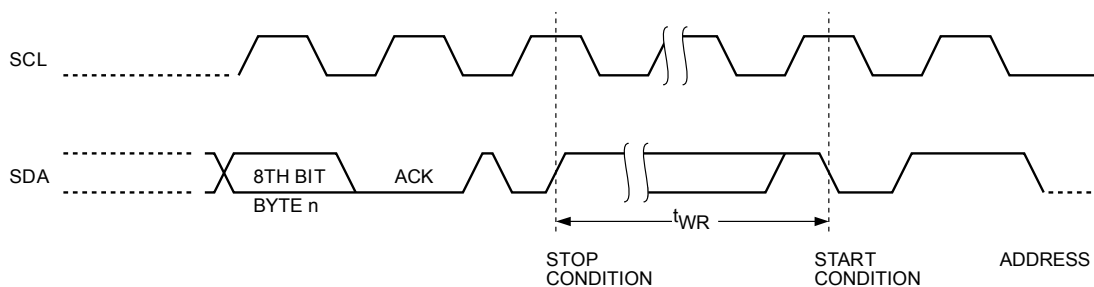 SCL
SDA
8TH BIT
ACK
BYTE n
tWR
STOP
CONDITION
START
CONDITION
ADDRESS